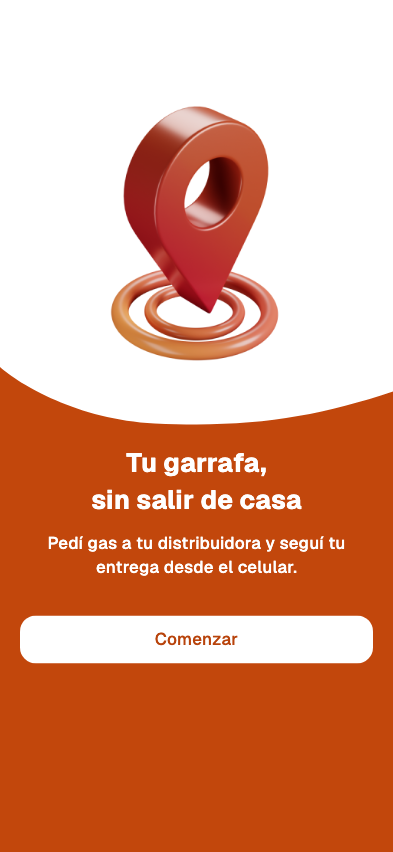 Tu garrafa,
sin salir de casa
Pedí gas a tu distribuidora y seguí tu
entrega desde el celular.
Comenzar